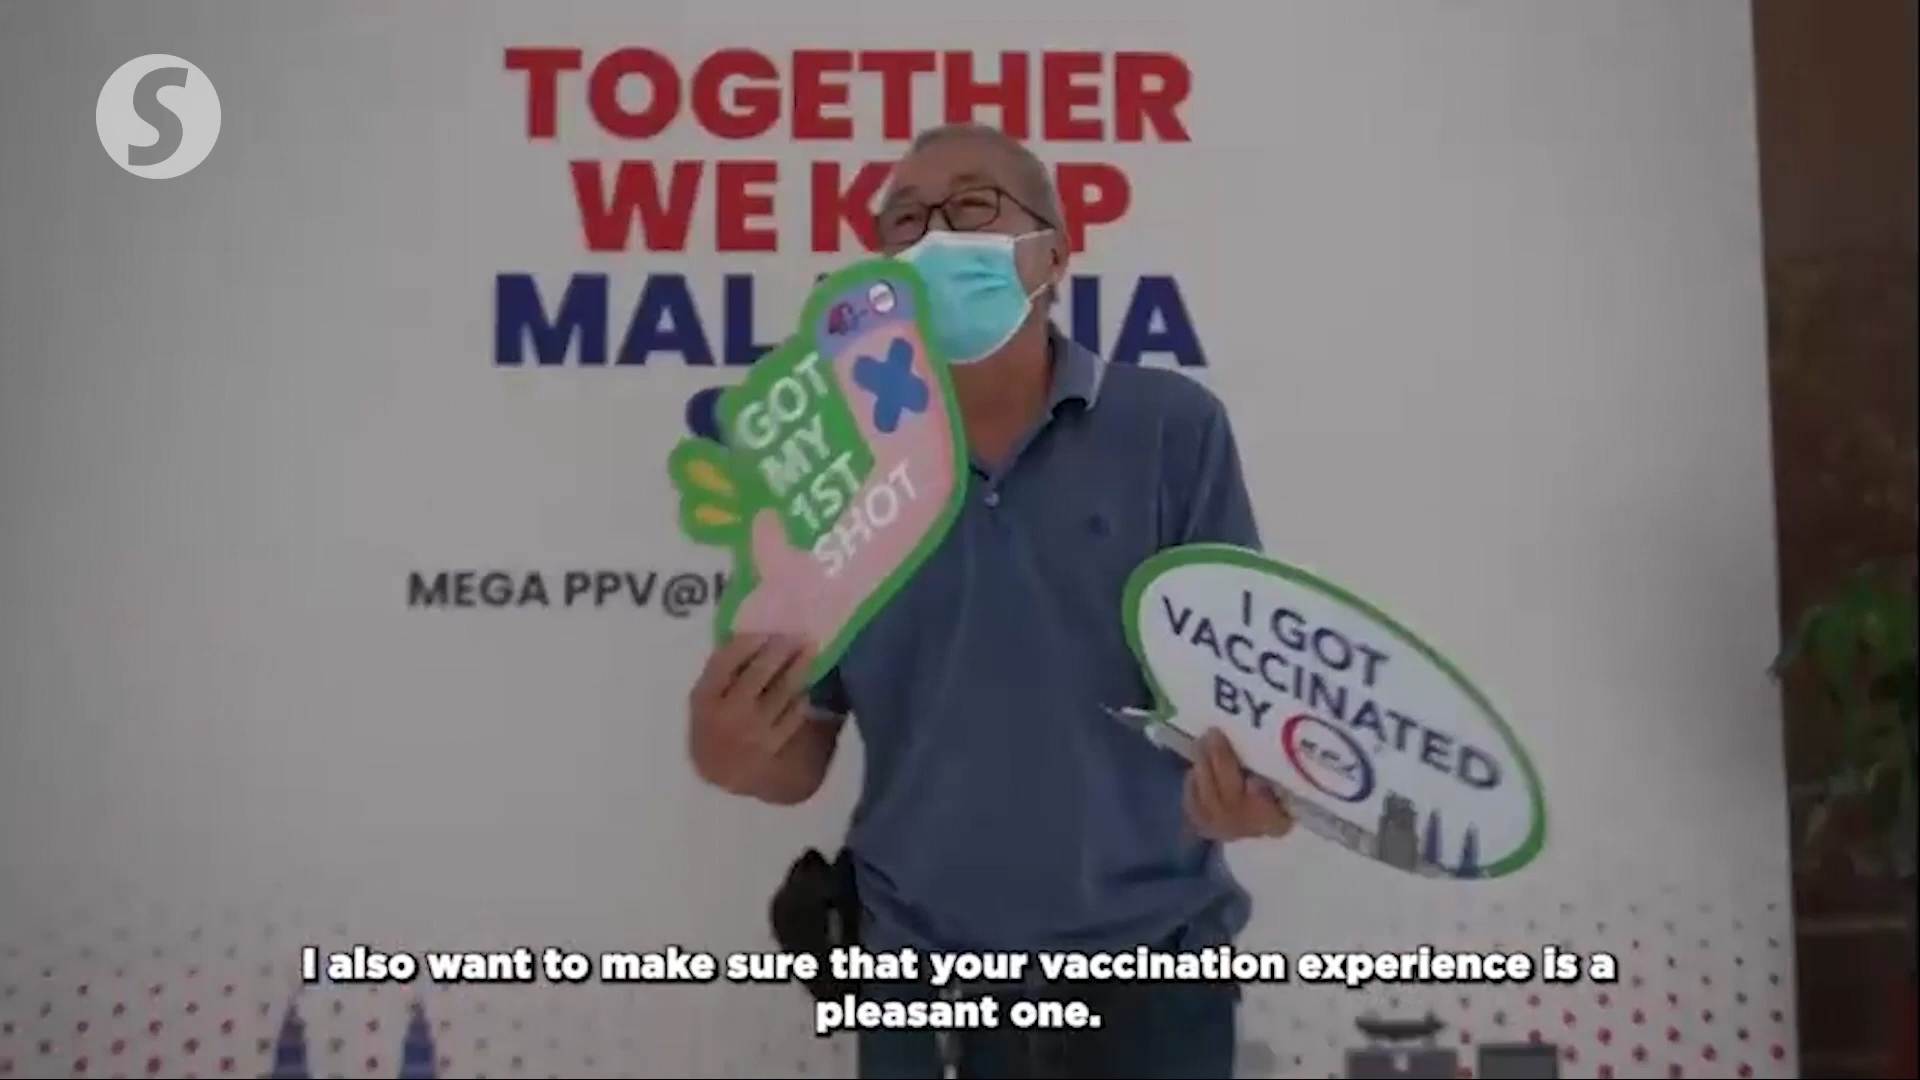 S
TOGETHER
WE K P
MAL IA
GOT
MY
1ST
SHOT
MEGA PPV@
I GOT
VACCINATED
BY
I also want to make sure that your vaccination experience is a
pleasant one.